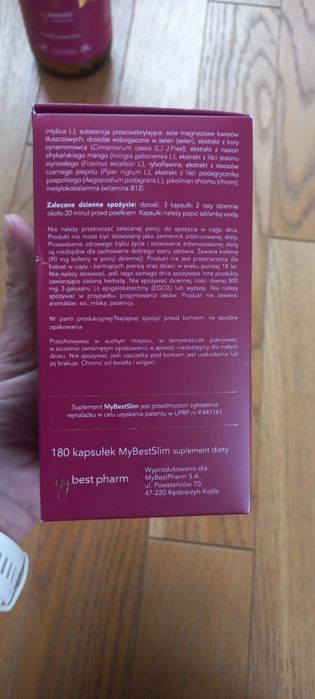 best slim
intybus L.), substancja przeciwzbrylająca: sole magnezowe kwasów
tłuszczowych; drożdże wzbogacone w selen (selen), ekstrakt z kory
cynamonowca (Cinnamomum cassia (L.) J.Presl), ekstrakt z nasion
afrykańskiego mango (Irvingia gabonensis L.), ekstrakt z liści jesionu
wyniosłego (Fraxinus excelsior L.), ryboflawina, ekstrakt z owoców
czarnego pieprzu (Piper nigrum L.), ekstrakt z liści podagrycznika
pospolitego (Aegopodium podagraria L.), pikolinian chromu (chrom),
metylokobalamina (witamina B12).
Zalecane dzienne spożycie: dorośli: 3 kapsułki 2 razy dziennie
około 20 minut przed posiłkiem. Kapsułki należy popić szklanką wody
Nie należy przekraczać zalecanej porcji do spożycia w ciągu dnia.
Produkt nie może być stosowany jako zamiennik zróżnicowanej diety.
Prowadzenie zdrowego trybu życia i stosowanie zrównoważonej diety
są niezbędne dla zachowania dobrego stanu zdrowia. Zawiera kofeinę
(90 mg kofeiny w porcji dziennej). Produkt nie jest przeznaczony dla
kobiet w ciąży i karmiących piersią oraz dzieci w wieku poniżej 18 lat.
Nie należy stosować, jeśli tego samego dnia spożywasz inne produkty
zawierające zieloną herbatę. Nie spożywać dziennej ilości równej 800
mg 3-galusanu (-) epigalokatechiny (EGCG) lub wyższej. Nie należy
spożywać w przypadku przyjmowania leków. Produkt nie zawiera:
aromatów, soi, mleka, pszenicy.
Nr partii produkcyjnej/Najlepiej spożyć przed końcem: na spodzie
opakowania
Przechowywać w suchym miejscu, w temperaturze pokojowej,
w szczelnie zamkniętym opakowaniu w sposób niedostępny dla małych
dzieci. Nie spożywać, jeśli uszczelka pod korkiem jest uszkodzona lub
jej brakuje. Chronić od światła i wilgoci.
Suplement MyBestSlim jest przedmiotem zgłoszenia
wynalazku w celu uzyskania patentu w UPRP nr P.441161
180 kapsułek MyBestSlim suplement diety
my best pharm
Wyprodukowano dla:
MyBestPharm S.A.,
ul. Powstańców 70,
47-220 Kędzierzyn-Koźle